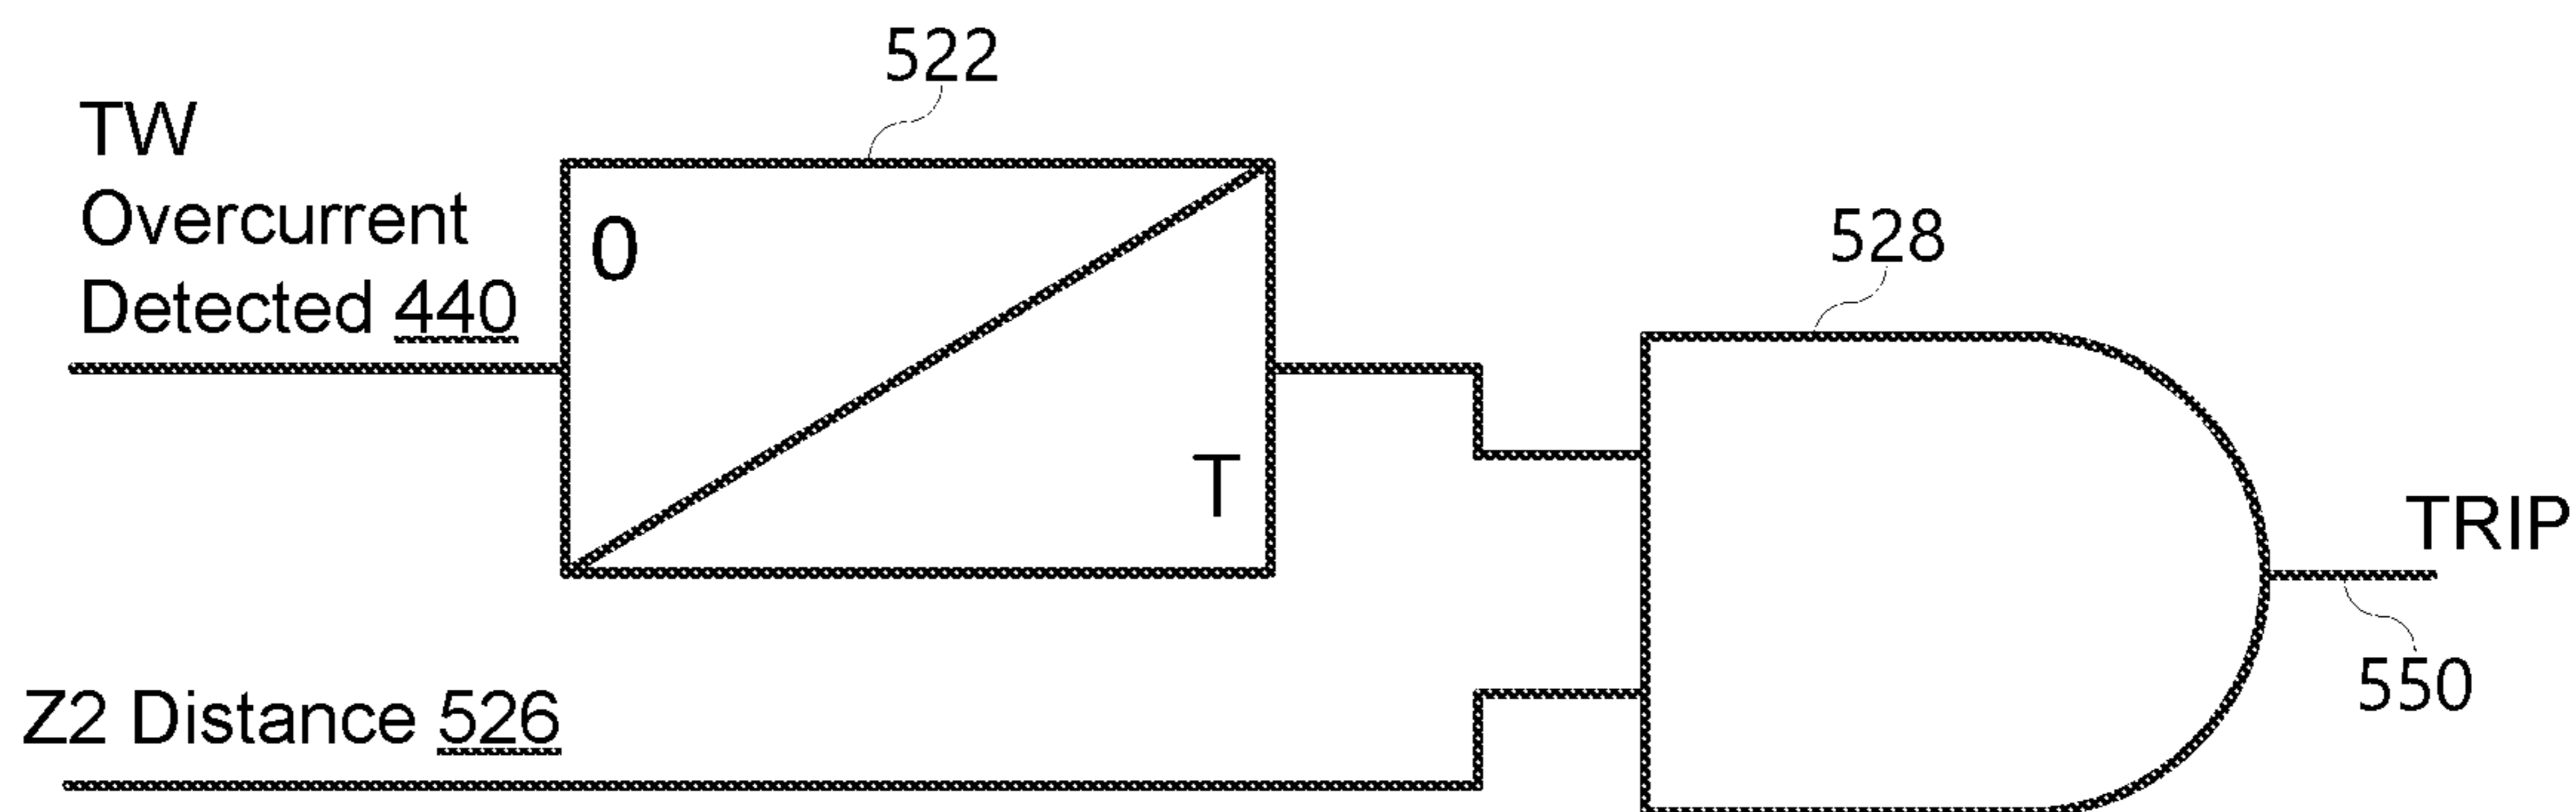 522
TW
Overcurrent
Detected 440
0
T
528
TRIP
550
Z2 Distance 526